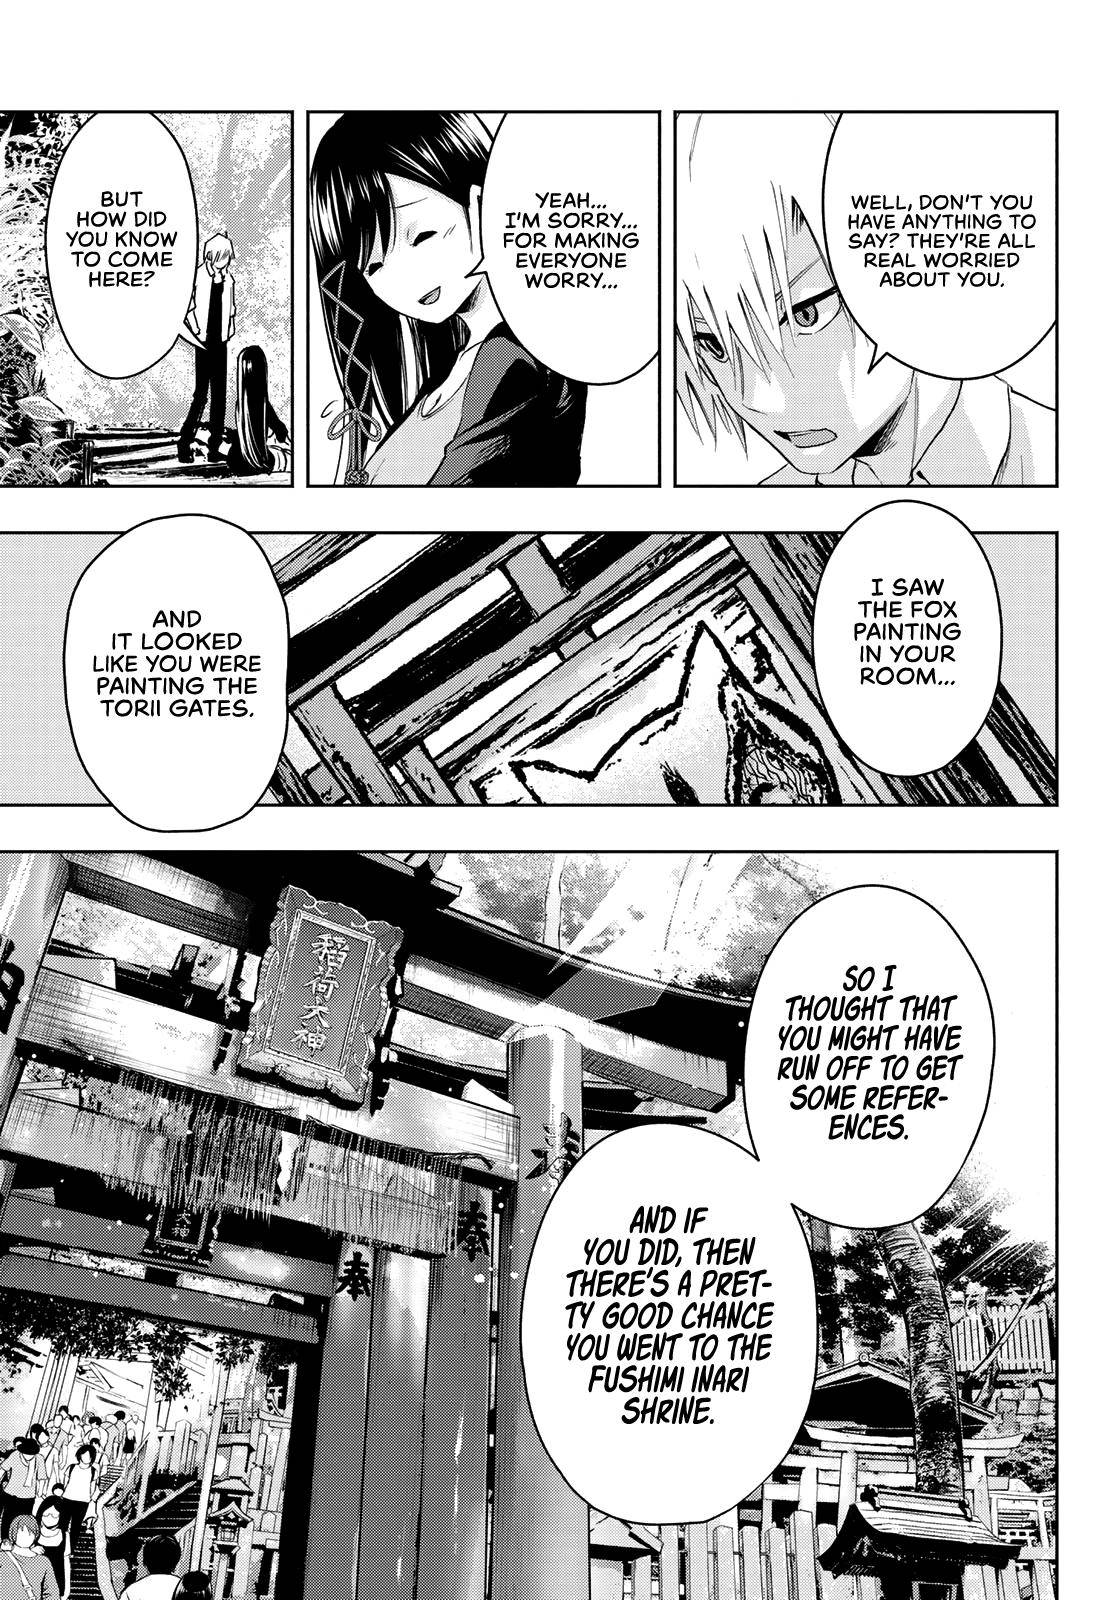 WELL, DON'T YOU
HAVE ANYTHING TO
SAY? THEY'RE ALL
REAL WORRIED
ABOUT YOU.
YEAH...
I'M SORRY...
FOR MAKING
EVERYONE
WORRY...
BUT
HOW DID
YOU KNOW
TO COME
HERE?
I SAW
THE FOX
PAINTING
IN YOUR
ROOM...
AND
IT LOOKED
LIKE YOU WERE
PAINTING THE
TORII GATES.
SO I
THOUGHT THAT
YOU MIGHT HAVE
RUN OFF TO GET
SOME REFER-
ENCES.
AND IF
YOU DID, THEN
THERE'S A PRET-
TY GOOD CHANCE
YOU WENT TO THE
FUSHIMI INARI
SHRINE.
稲荷大神
大神
奉
奉
奉